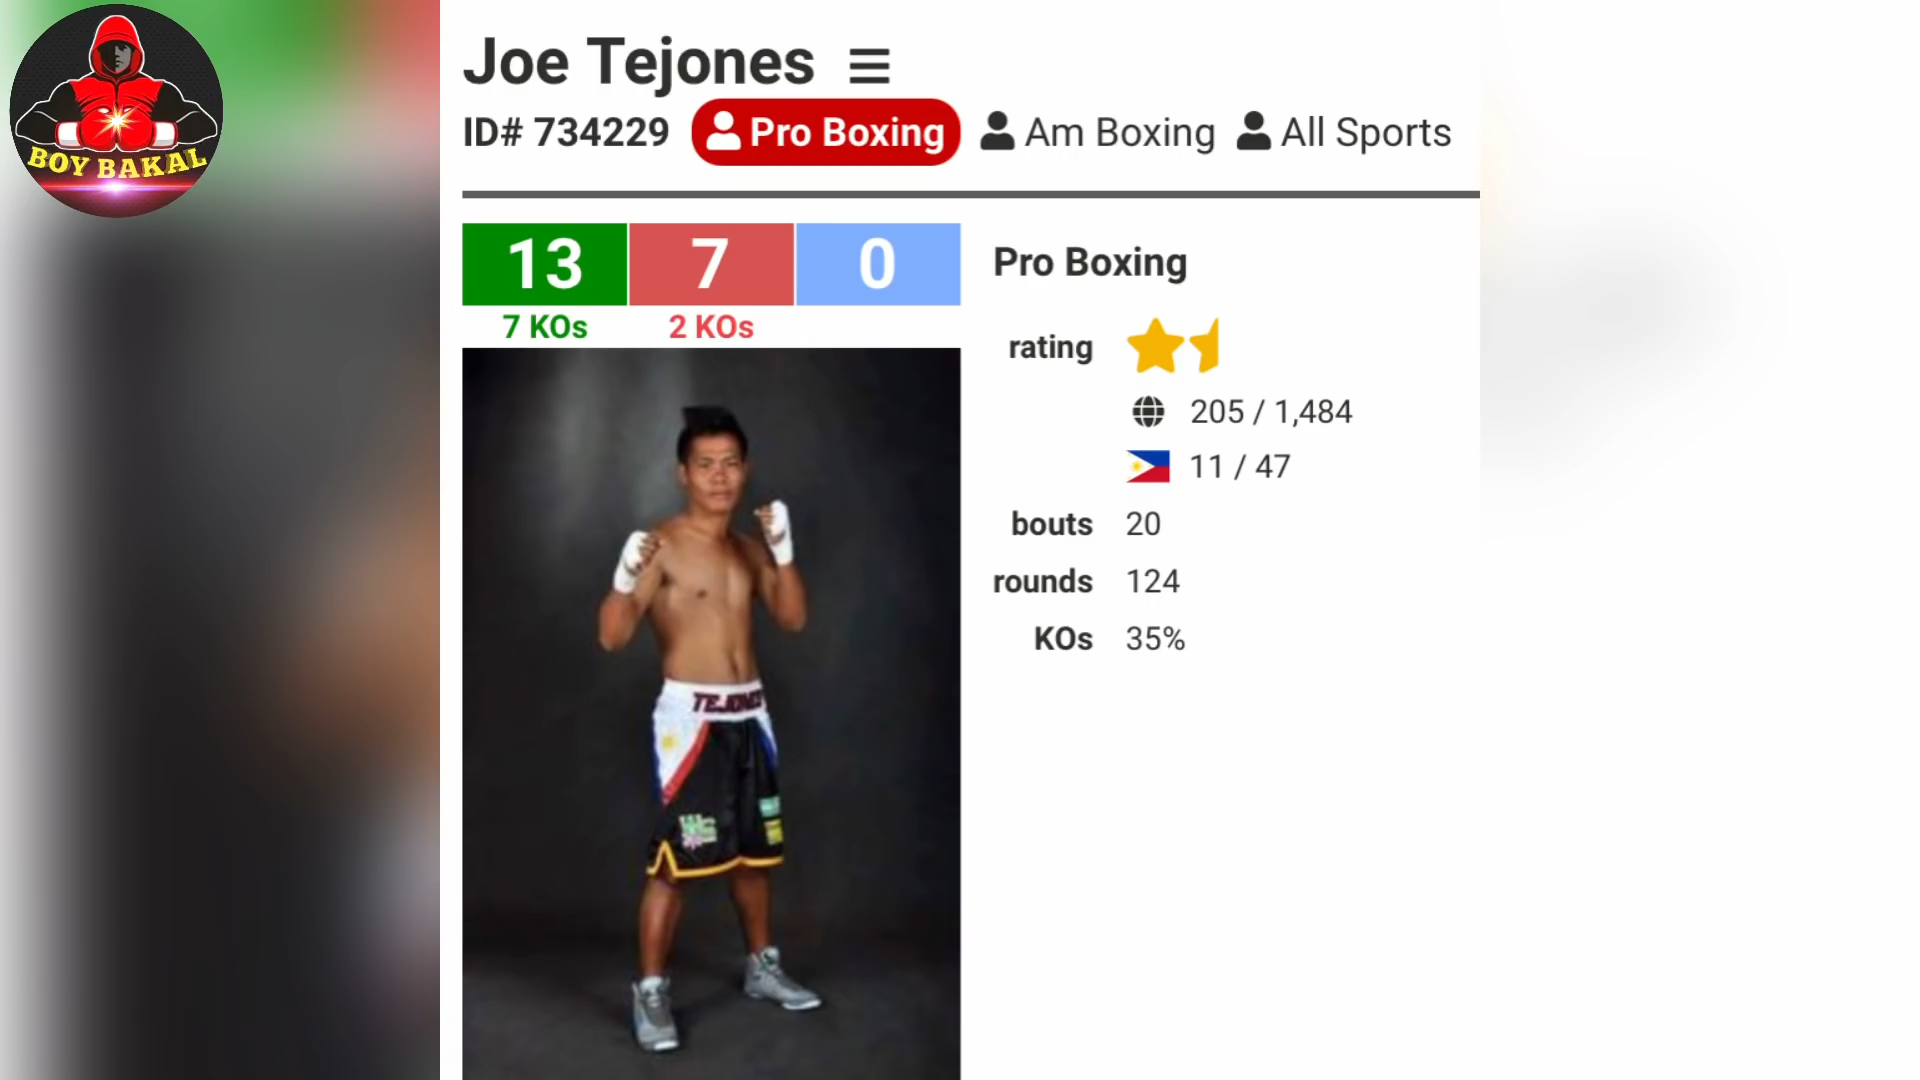 BOY BAKAL
Joe Tejones
ID# 734229 Pro Boxing Am Boxing All Sports
13 7 0
7 KOs 2 KOs
Pro Boxing
rating
205 / 1,484
11 / 47
bouts 20
rounds 124
KOs 35%
TEJONES